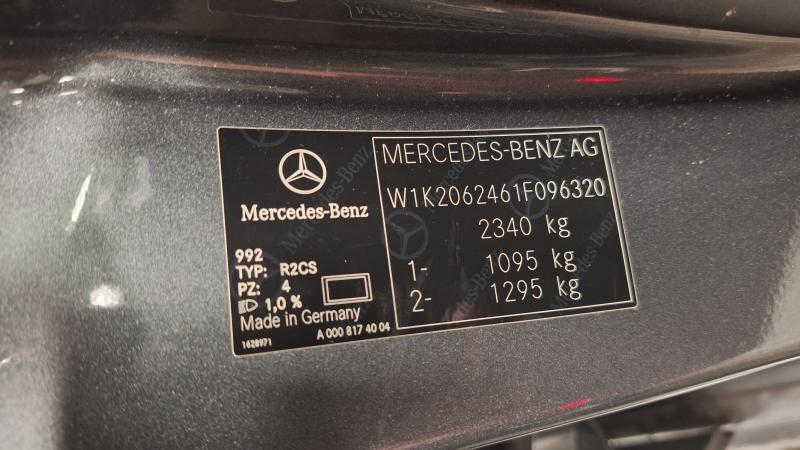 Mercedes-Benz
992
TYP: R2CS
PZ: 4
1,0 %
Made in Germany
1628971
A 000 817 40 04
MERCEDES-BENZ AG
W1K2062461F096320
2340 kg
1- 1095 kg
2- 1295 kg